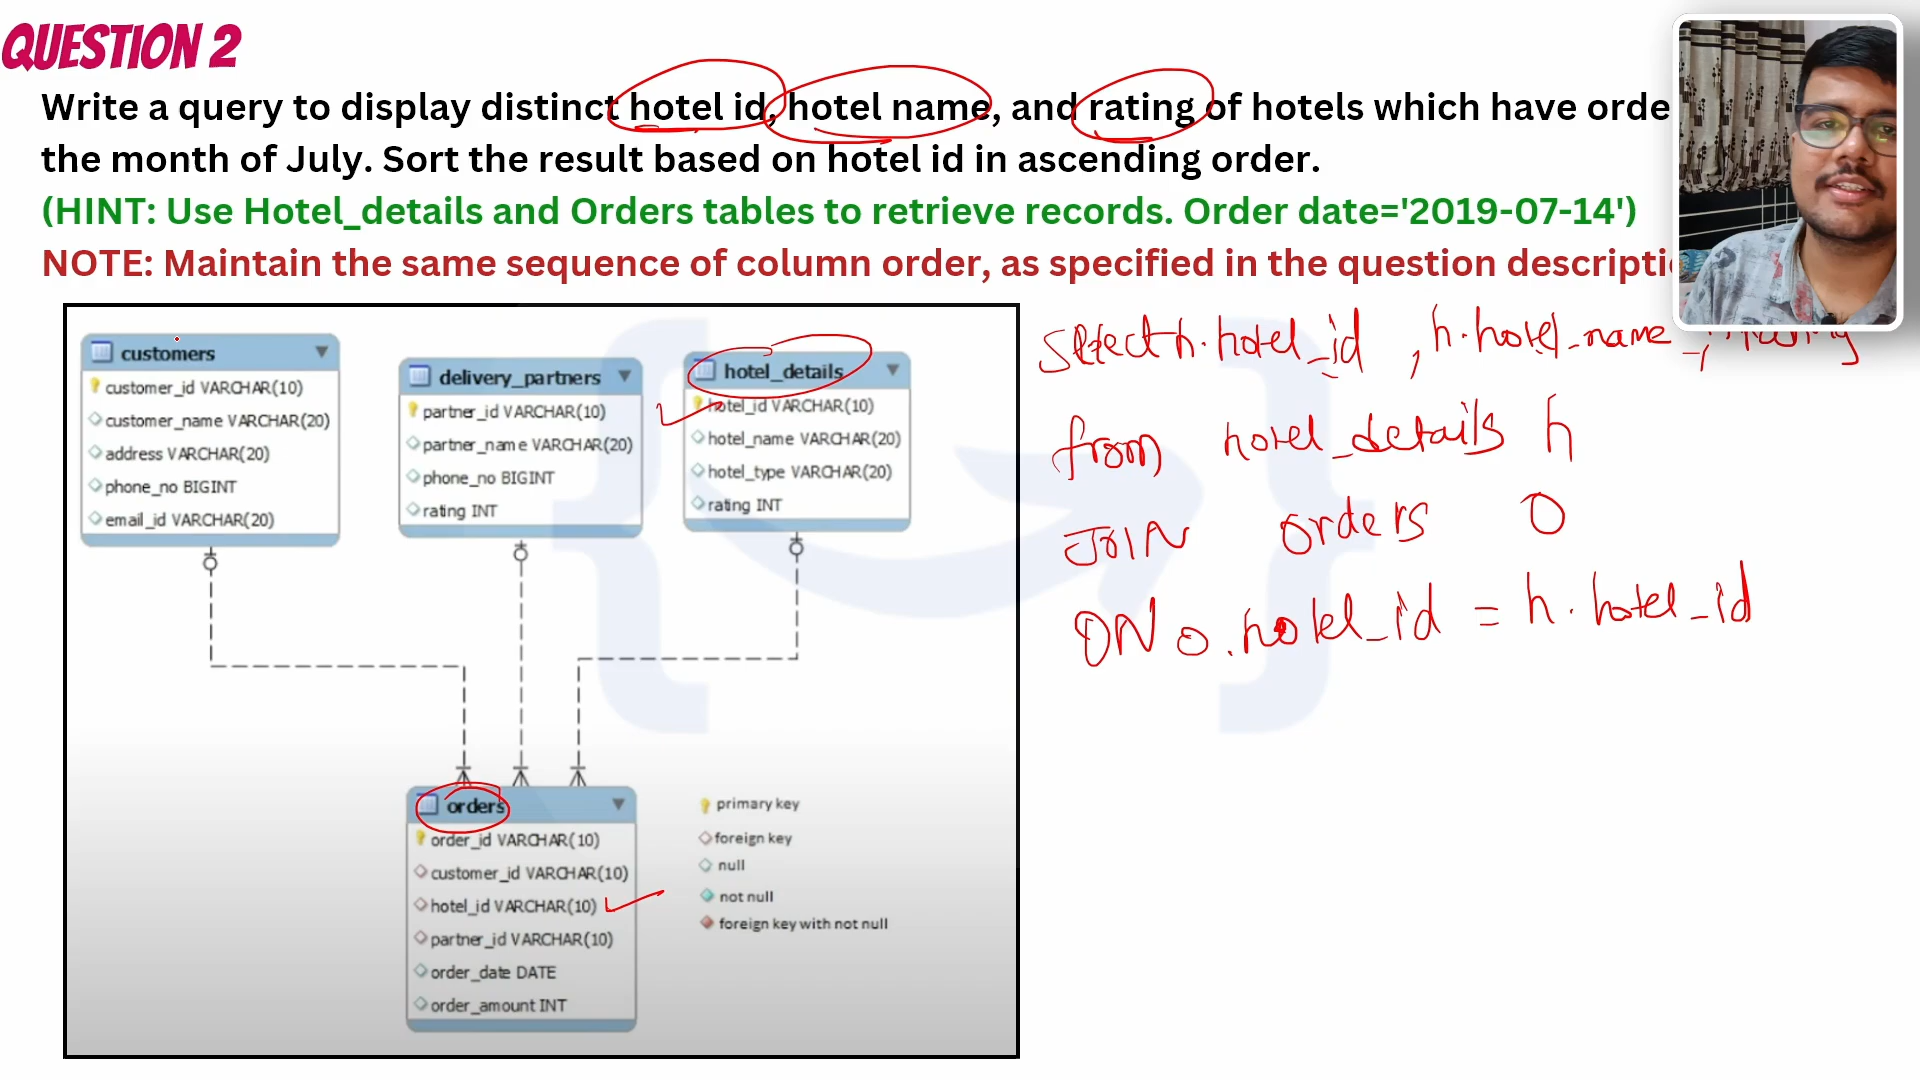 QUESTION 2
Write a query to display distinct hotel id, hotel name, and rating of hotels which have
the month of July. Sort the result based on hotel id in ascending order.
(HINT: Use Hotel_details and Orders tables to retrieve records. Order date='2019-07-14')
NOTE: Maintain the same sequence of column order, as specified in the question
customers
customer_id VARCHAR(10)
customer_name VARCHAR(20)
address VARCHAR(20)
phone_no BIGINT
email_id VARCHAR(20)
delivery_partners
partner_id VARCHAR(10)
partner_name VARCHAR(20)
phone_no BIGINT
rating INT
hotel_details
hotel_id VARCHAR(10)
hotel_name VARCHAR(20)
hotel_type VARCHAR(20)
rating INT
orders
order_id VARCHAR(10)
customer_id VARCHAR(10)
hotel_id VARCHAR(10)
partner_id VARCHAR(10)
order_date DATE
order_amount INT
primary key
foreign key
null
not null
foreign key with not null
Select h.hotel_id , h.hotel_name ,
from hotel_details h
JOIN orders O
ON o.hotel_id = h.hotel_id